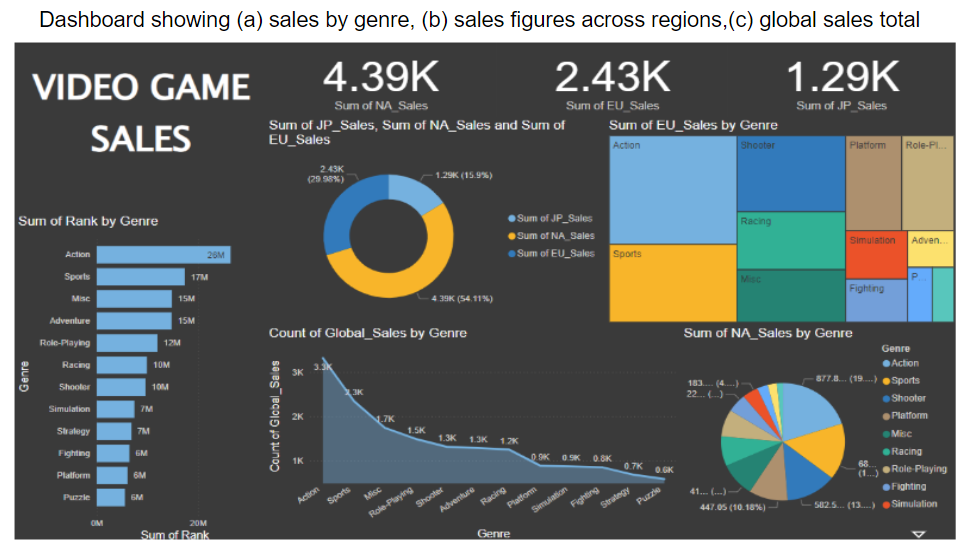 Dashboard showing (a) sales by genre, (b) sales figures across regions,(c) global sales total
VIDEO GAME
SALES
4.39K
Sum of NA_Sales
2.43K
Sum of EU_Sales
1.29K
Sum of JP_Sales
Sum of Rank by Genre
Genre
Action
26M
Sports
17M
Misc
15M
Adventure
15M
Role-Playing
12M
Racing
10M
Shooter
10M
Simulation
7M
Strategy
7M
Fighting
6M
Platform
6M
Puzzle
6M
0M
20M
Sum of Rank
Sum of JP_Sales, Sum of NA_Sales and Sum of
EU_Sales
2.43K
(29.98%)
1.29K (15.9%)
4.39K (54.11%)
Sum of JP_Sales
Sum of NA_Sales
Sum of EU_Sales
Sum of EU_Sales by Genre
Action
Sports
Shooter
Racing
Misc
Platform
Role-Pl...
Simulation
Fighting
Adven...
P...
Count of Global_Sales by Genre
Count of Global_Sales
3K
2K
1K
3.3K
2.3K
1.7K
1.5K
1.3K
1.3K
1.2K
0.9K
0.9K
0.8K
0.7K
0.6K
Action
Sports
Misc
Role-Playing
Shooter
Adventure
Racing
Platform
Simulation
Fighting
Strategy
Puzzle
Genre
Sum of NA_Sales by Genre
877.8... (19....)
68...
(1...)
582.5... (13....)
447.05 (10.18%)
41... (...)
22... (...)
183.... (4....)
Genre
Action
Sports
Shooter
Platform
Misc
Racing
Role-Playing
Fighting
Simulation